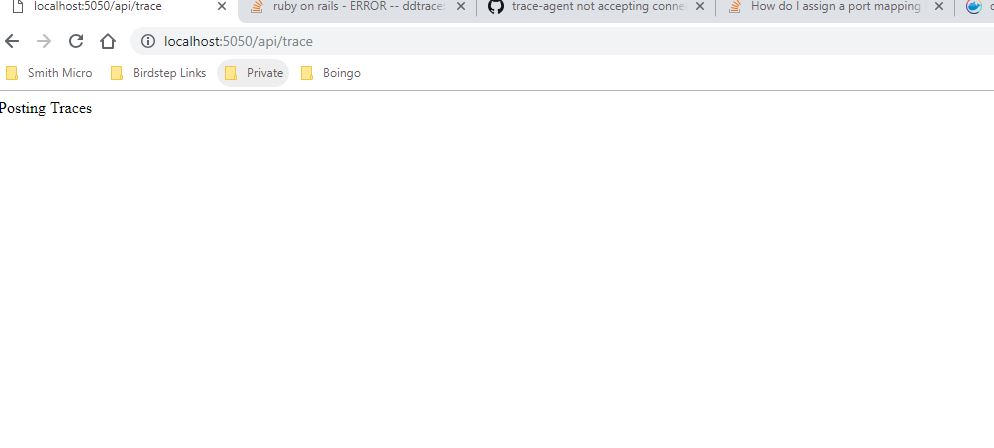 localhost:5050/api/trace
ruby on rails - ERROR -- ddtrace:
trace-agent not accepting conne
How do I assign a port mapping
localhost:5050/api/trace
Smith Micro
Birdstep Links
Private
Boingo
Posting Traces